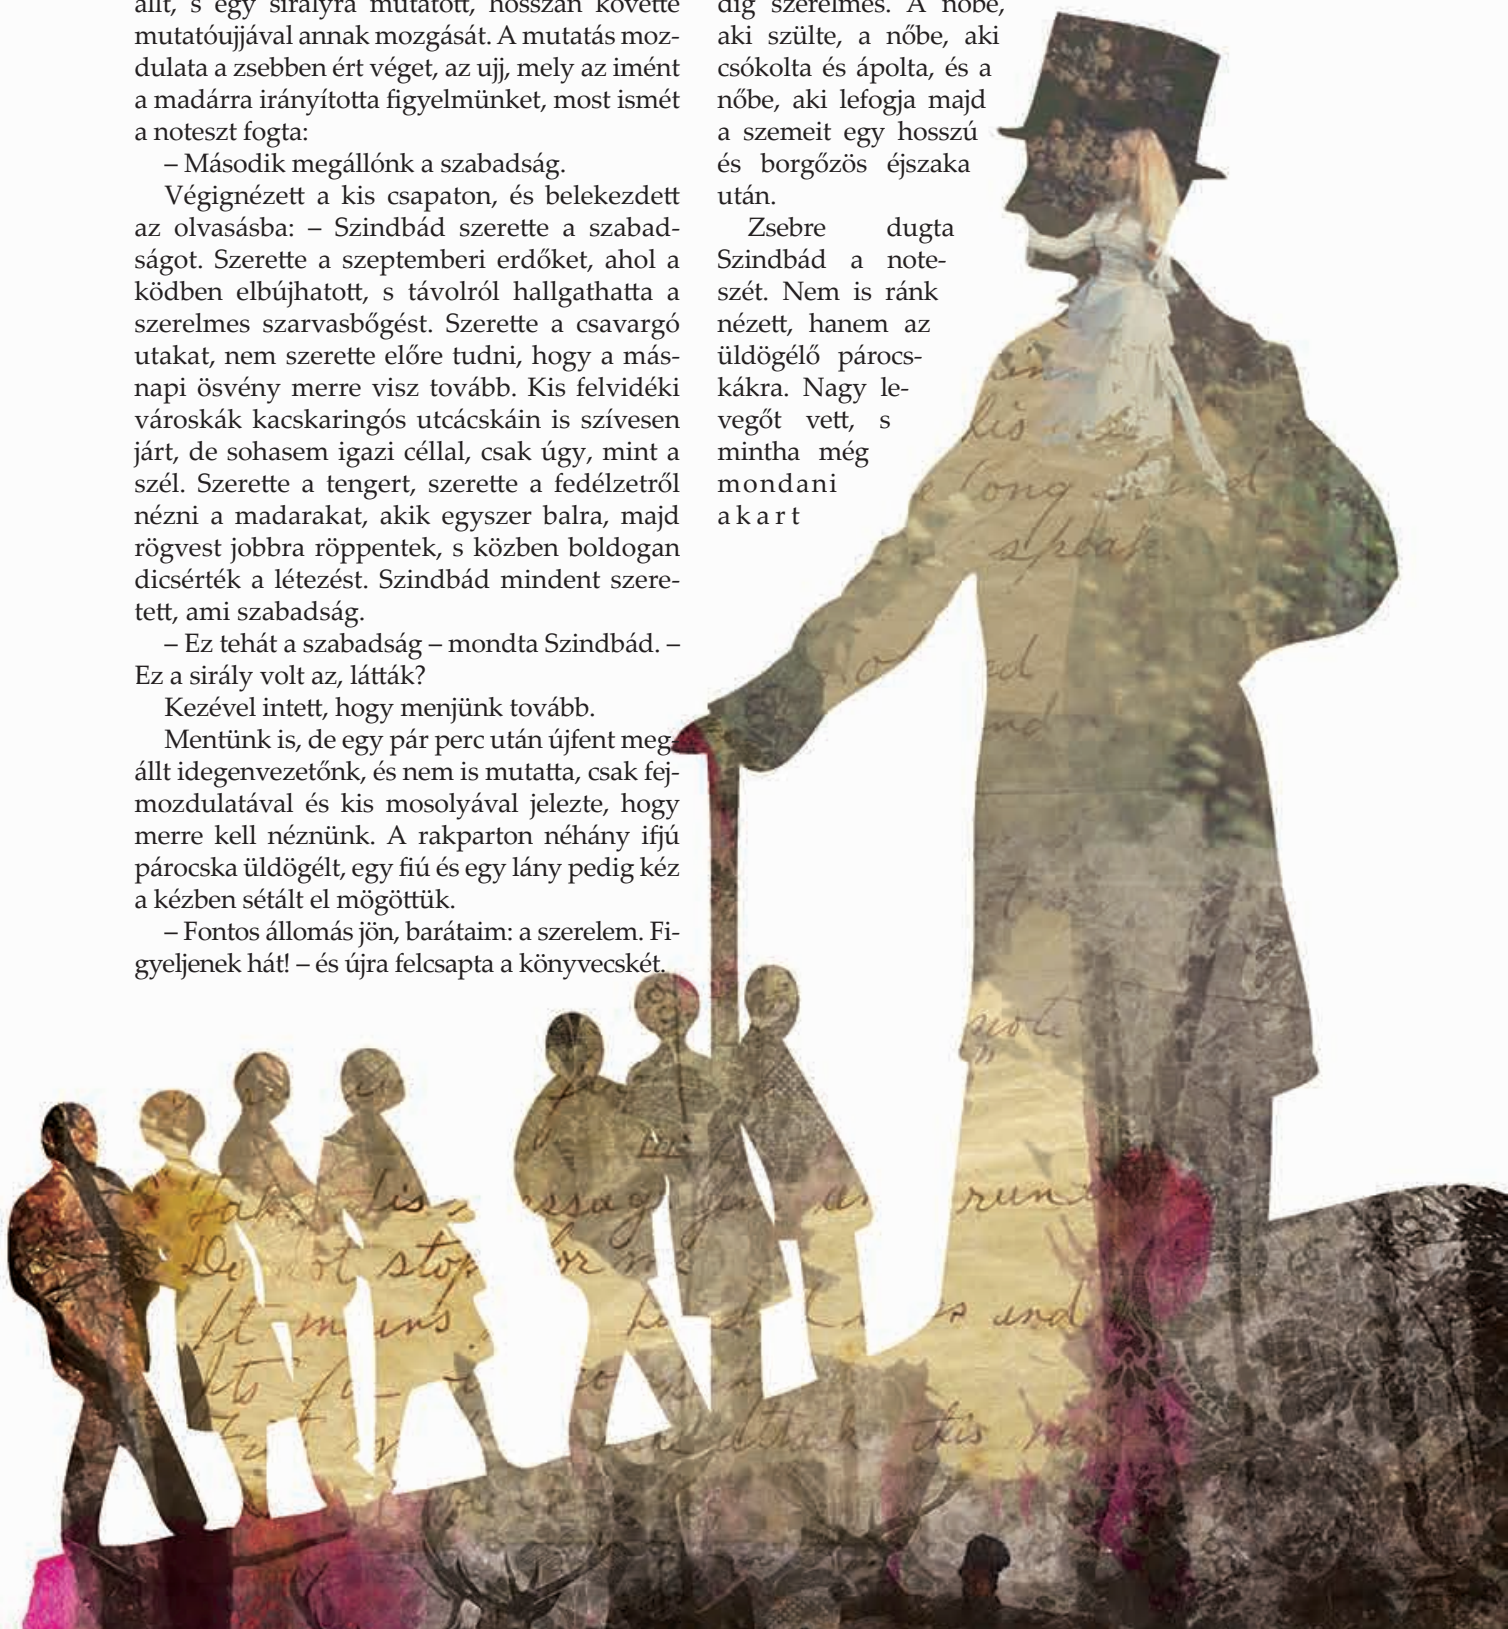 állt, s egy sirályra mutatott, hosszan követte
mutatóujjával annak mozgását. A mutatás moz-
dulata a zsebben ért véget, az ujj, mely az imént
a madárra irányította figyelmünket, most ismét
a noteszt fogta:
– Második megállónk a szabadság.
Végignézett a kis csapaton, és belekezdett
az olvasásba: – Szindbád szerette a szabad-
ságot. Szerette a szeptemberi erdőket, ahol a
ködben elbújhatott, s távolról hallgathatta a
szerelmes szarvasbőgést. Szerette a csavargó
utakat, nem szerette előre tudni, hogy a más-
napi ösvény merre visz tovább. Kis felvidéki
városkák kacskaringós utcácskáin is szívesen
járt, de sohasem igazi céllal, csak úgy, mint a
szél. Szerette a tengert, szerette a fedélzetről
nézni a madarakat, akik egyszer balra, majd
rögvest jobbra röppentek, s közben boldogan
dicsérték a létezést. Szindbád mindent szere-
tett, ami szabadság.
– Ez tehát a szabadság – mondta Szindbád. –
Ez a sirály volt az, látták?
Kezével intett, hogy menjünk tovább.
Mentünk is, de egy pár perc után újfent meg-
állt idegenvezetőnk, és nem is mutatta, csak fej-
mozdulatával és kis mosolyával jelezte, hogy
merre kell néznünk. A rakparton néhány ifjú
párocska üldögélt, egy fiú és egy lány pedig kéz
a kézben sétált el mögöttük.
– Fontos állomás jön, barátaim: a szerelem. Fi-
gyeljenek hát! – és újra felcsapta a könyvecskét.
dig szerelmes. A nőbe,
aki szülte, a nőbe, aki
csókolta és ápolta, és a
nőbe, aki lefogja majd
a szemeit egy hosszú
és borgőzös éjszaka
után.
Zsebre dugta
Szindbád a note-
szét. Nem is ránk
nézett, hanem az
üldögélő párocs-
kákra. Nagy le-
vegőt vett, s
mintha még
mondani
akart
long
speak.
not
run
Do not stop for me
It means
and
this